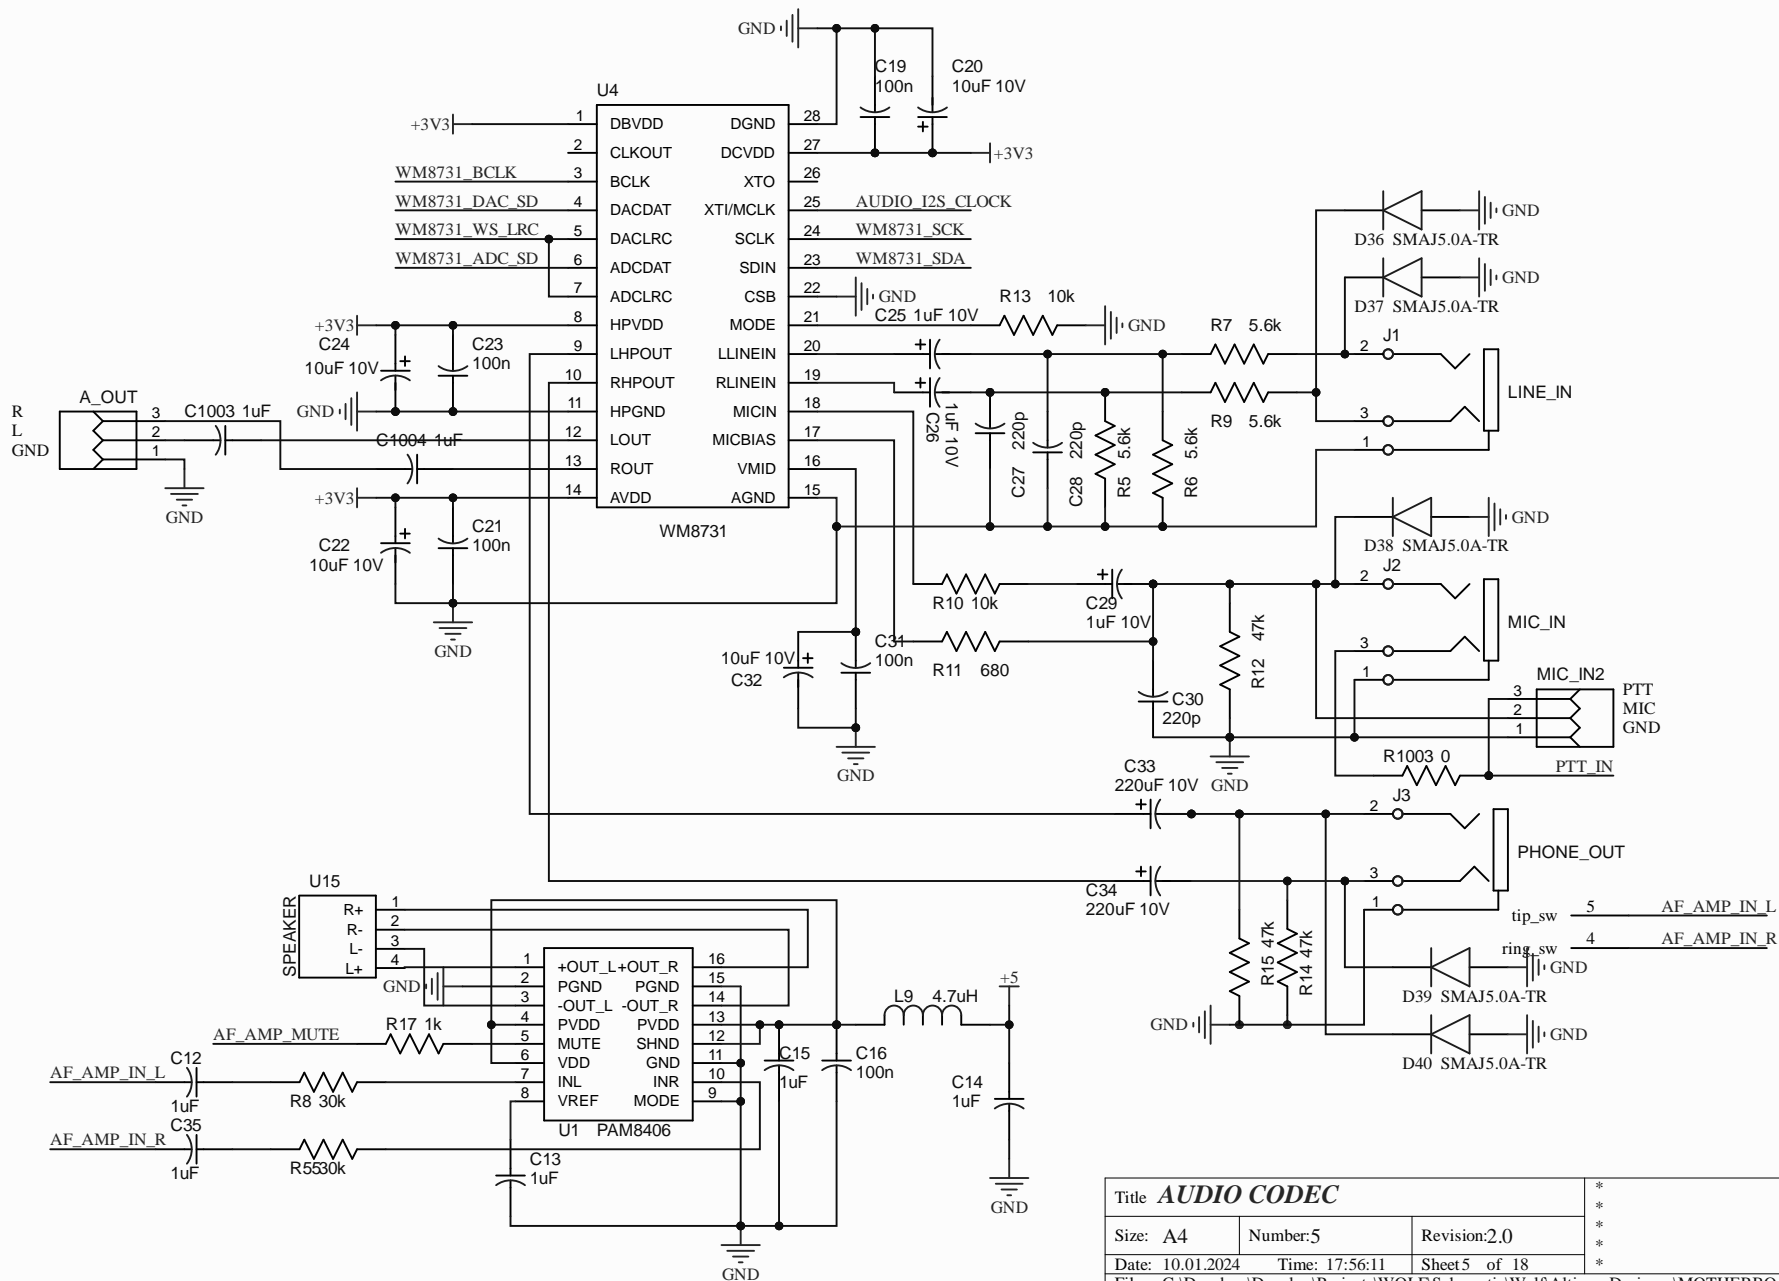 GND
C19
100n
C20
10uF 10V
U4
+3V3
1 DBVDD DGND 28
2 CLKOUT DCVDD 27
+3V3
WM8731_BCLK 3 BCLK XTO 26
WM8731_DAC_SD 4 DACDAT XTI/MCLK 25 AUDIO_I2S_CLOCK
WM8731_WS_LRC 5 DACLRC SCLK 24 WM8731_SCK
WM8731_ADC_SD 6 ADCDAT SDIN 23 WM8731_SDA
7 ADCLRC CSB 22 GND
+3V3 8 HPVDD MODE 21
9 LHPOUT LLINEIN 20
10 RHPOUT RLINEIN 19
GND 11 HPGND MICIN 18
12 LOUT MICBIAS 17
13 ROUT VMID 16
+3V3 14 AVDD AGND 15
WM8731
C24
10uF 10V
C23
100n
C22
10uF 10V
C21
100n
GND
A_OUT
R 3
L 2
GND 1
C1003 1uF
C1004 1uF
GND
R13 10k
GND
C25 1uF 10V
C26
1uF 10V
C27
220p
C28
220p
R5
5.6k
R6
5.6k
R7 5.6k
R9 5.6k
GND
D36 SMAJ5.0A-TR
GND
D37 SMAJ5.0A-TR
J1
2
3
1
LINE_IN
GND
D38 SMAJ5.0A-TR
J2
2
3
1
MIC_IN
R10 10k
C29
1uF 10V
R11 680
R12
47k
C30
220p
GND
10uF 10V
C32
C31
100n
GND
MIC_IN2
3 PTT
2 MIC
1 GND
R1003 0
PTT_IN
C33
220uF 10V
C34
220uF 10V
J3
2
3
1
PHONE_OUT
tip_sw 5 AF_AMP_IN_L
ring_sw 4 AF_AMP_IN_R
R15 47k
R14 47k
GND
GND
D39 SMAJ5.0A-TR
GND
D40 SMAJ5.0A-TR
U15
SPEAKER
R+ 1
R- 2
L- 3
L+ 4
GND
1 +OUT_L +OUT_R 16
2 PGND PGND 15
3 -OUT_L -OUT_R 14
4 PVDD PVDD 13
5 MUTE SHND 12
6 VDD GND 11
7 INL INR 10
8 VREF MODE 9
U1 PAM8406
AF_AMP_MUTE
R17 1k
AF_AMP_IN_L
C12
1uF
R8 30k
AF_AMP_IN_R
C35
1uF
R55 30k
C13
1uF
C15
1uF
C16
100n
L9 4.7uH
+5
C14
1uF
GND
GND
Title AUDIO CODEC
Size: A4 Number:5 Revision:2.0
Date: 10.01.2024 Time: 17:56:11 Sheet5 of 18
*
*
*
*
*